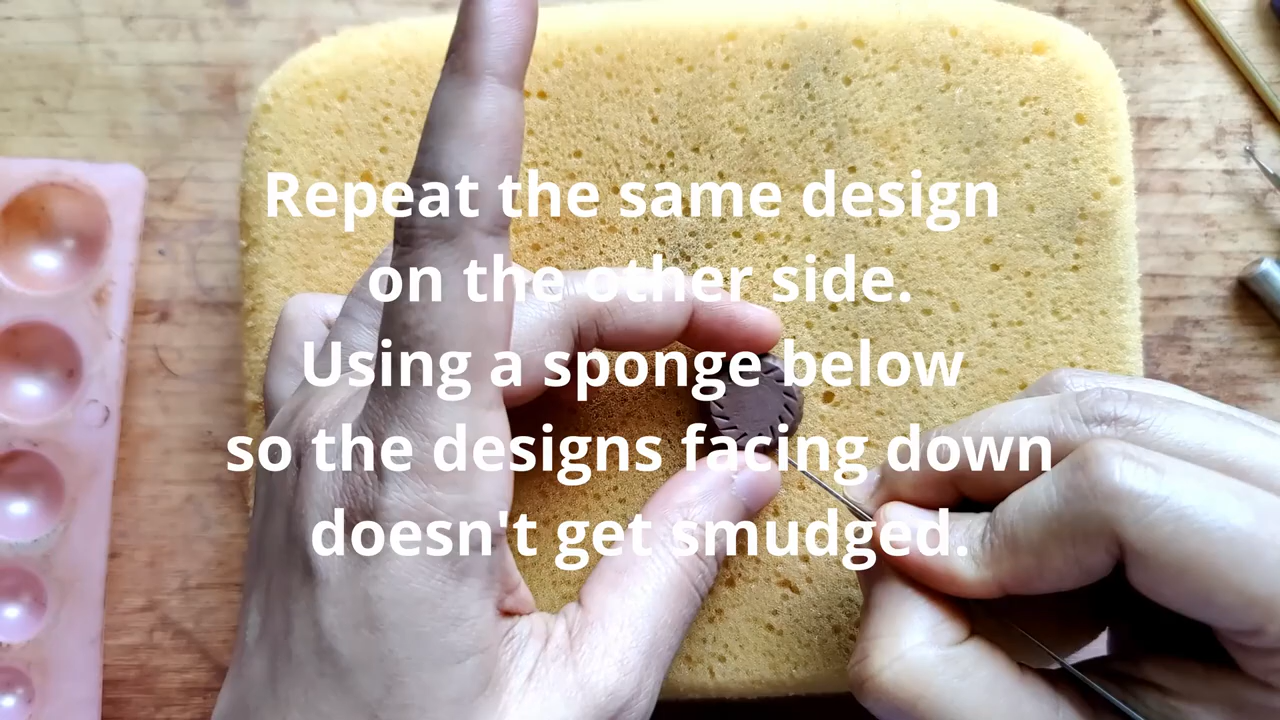 Repeat the same design
on the other side.
Using a sponge below
so the designs facing down
doesn't get smudged.